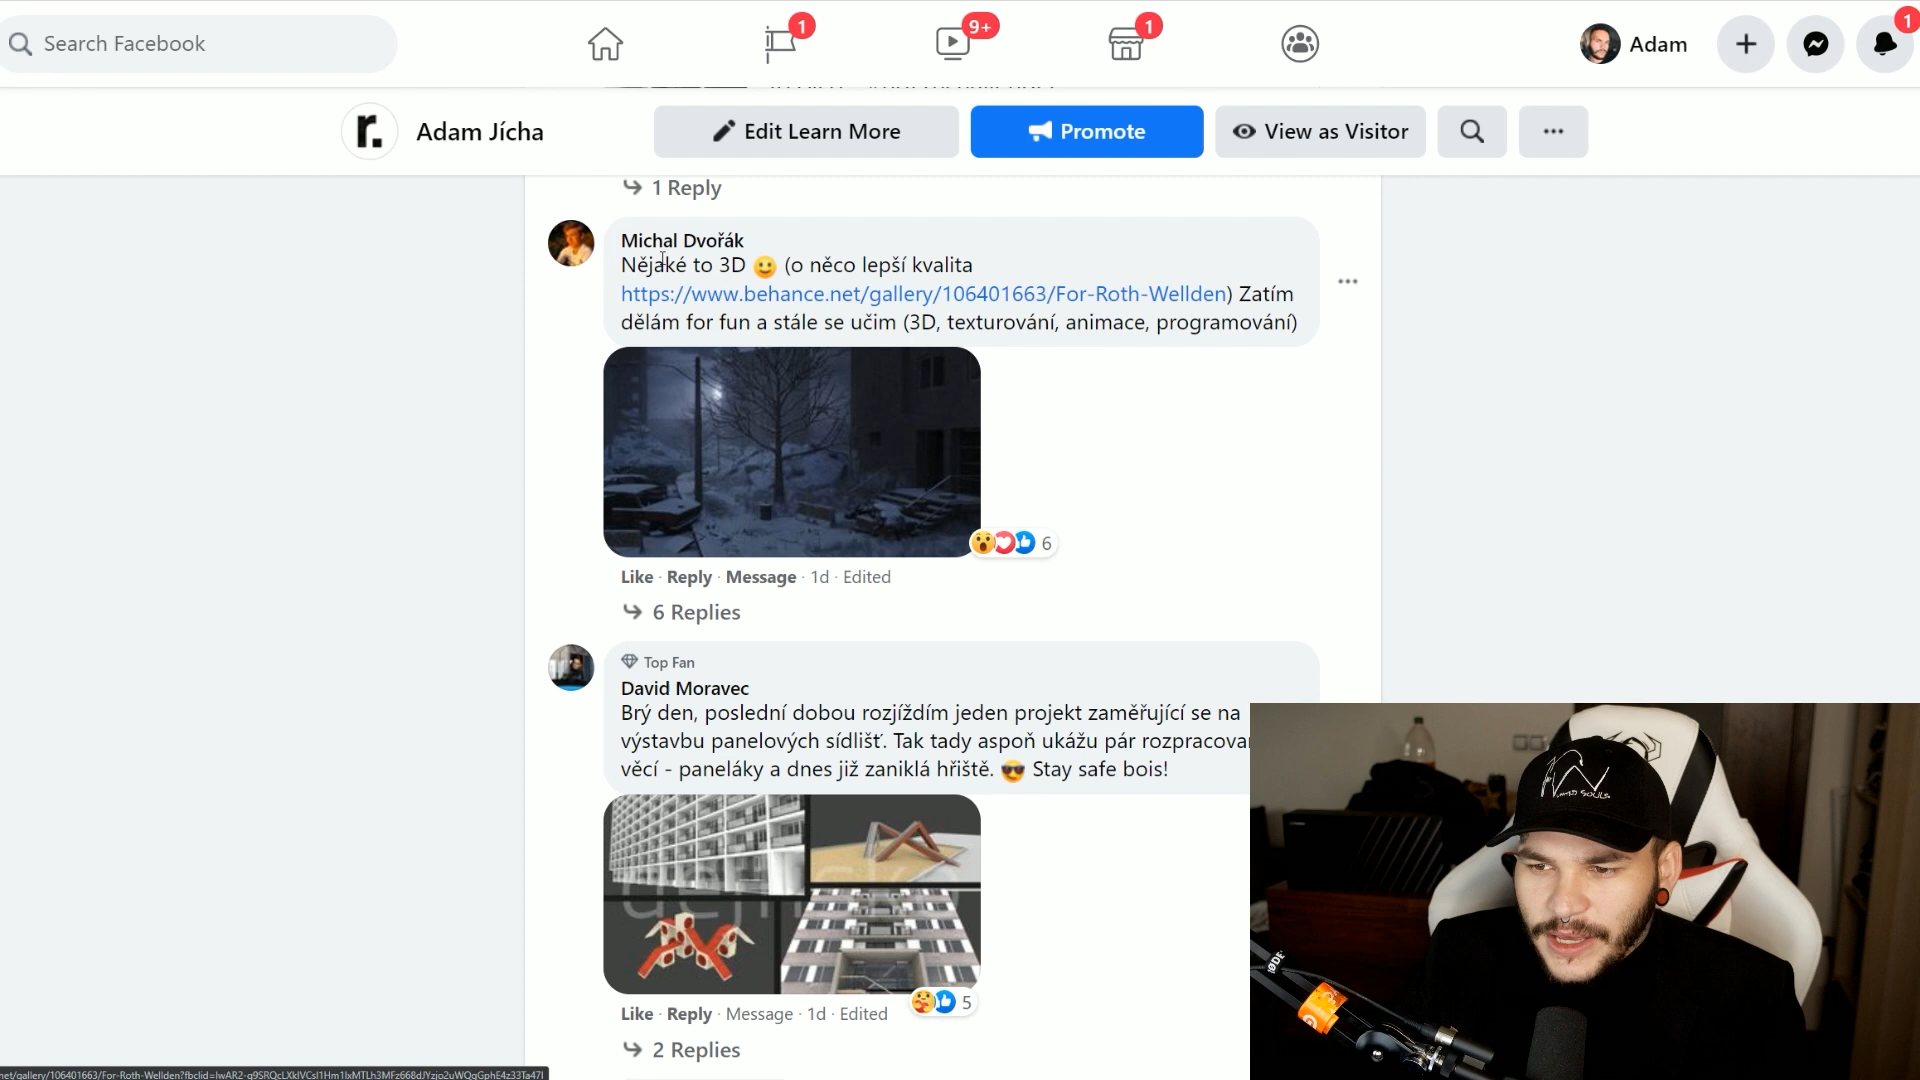 Search Facebook
1
9+
1
Adam
1
r.
Adam Jícha
Edit Learn More
Promote
View as Visitor
1 Reply
Michal Dvořák
Nějaké to 3D 🙂 (o něco lepší kvalita
https://www.behance.net/gallery/106401663/For-Roth-Wellden) Zatím
dělám for fun a stále se učim (3D, texturování, animace, programování)
6
Like · Reply · Message · 1d · Edited
6 Replies
Top Fan
David Moravec
Brý den, poslední dobou rozjíždím jeden projekt zaměřující se na
výstavbu panelových sídlišť. Tak tady aspoň ukážu pár
věcí - paneláky a dnes již zaniklá hřiště. 😎 Stay safe bois!
5
Like · Reply · Message · 1d · Edited
2 Replies
RØDE